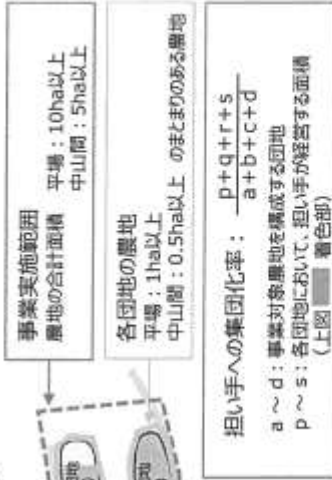 事業実施範囲
農地の合計面積
平場：10ha以上
中山間：5ha以上
各団地の農地
平場：1ha以上
中山間：0.5ha以上 のまとまりのある農地
担い手への集団化率： p+q+r+s
a+b+c+d
a ～ d：事業対象農地を構成する団地
p ～ s：各団地において、担い手が経営する面積
(上図 着色部)